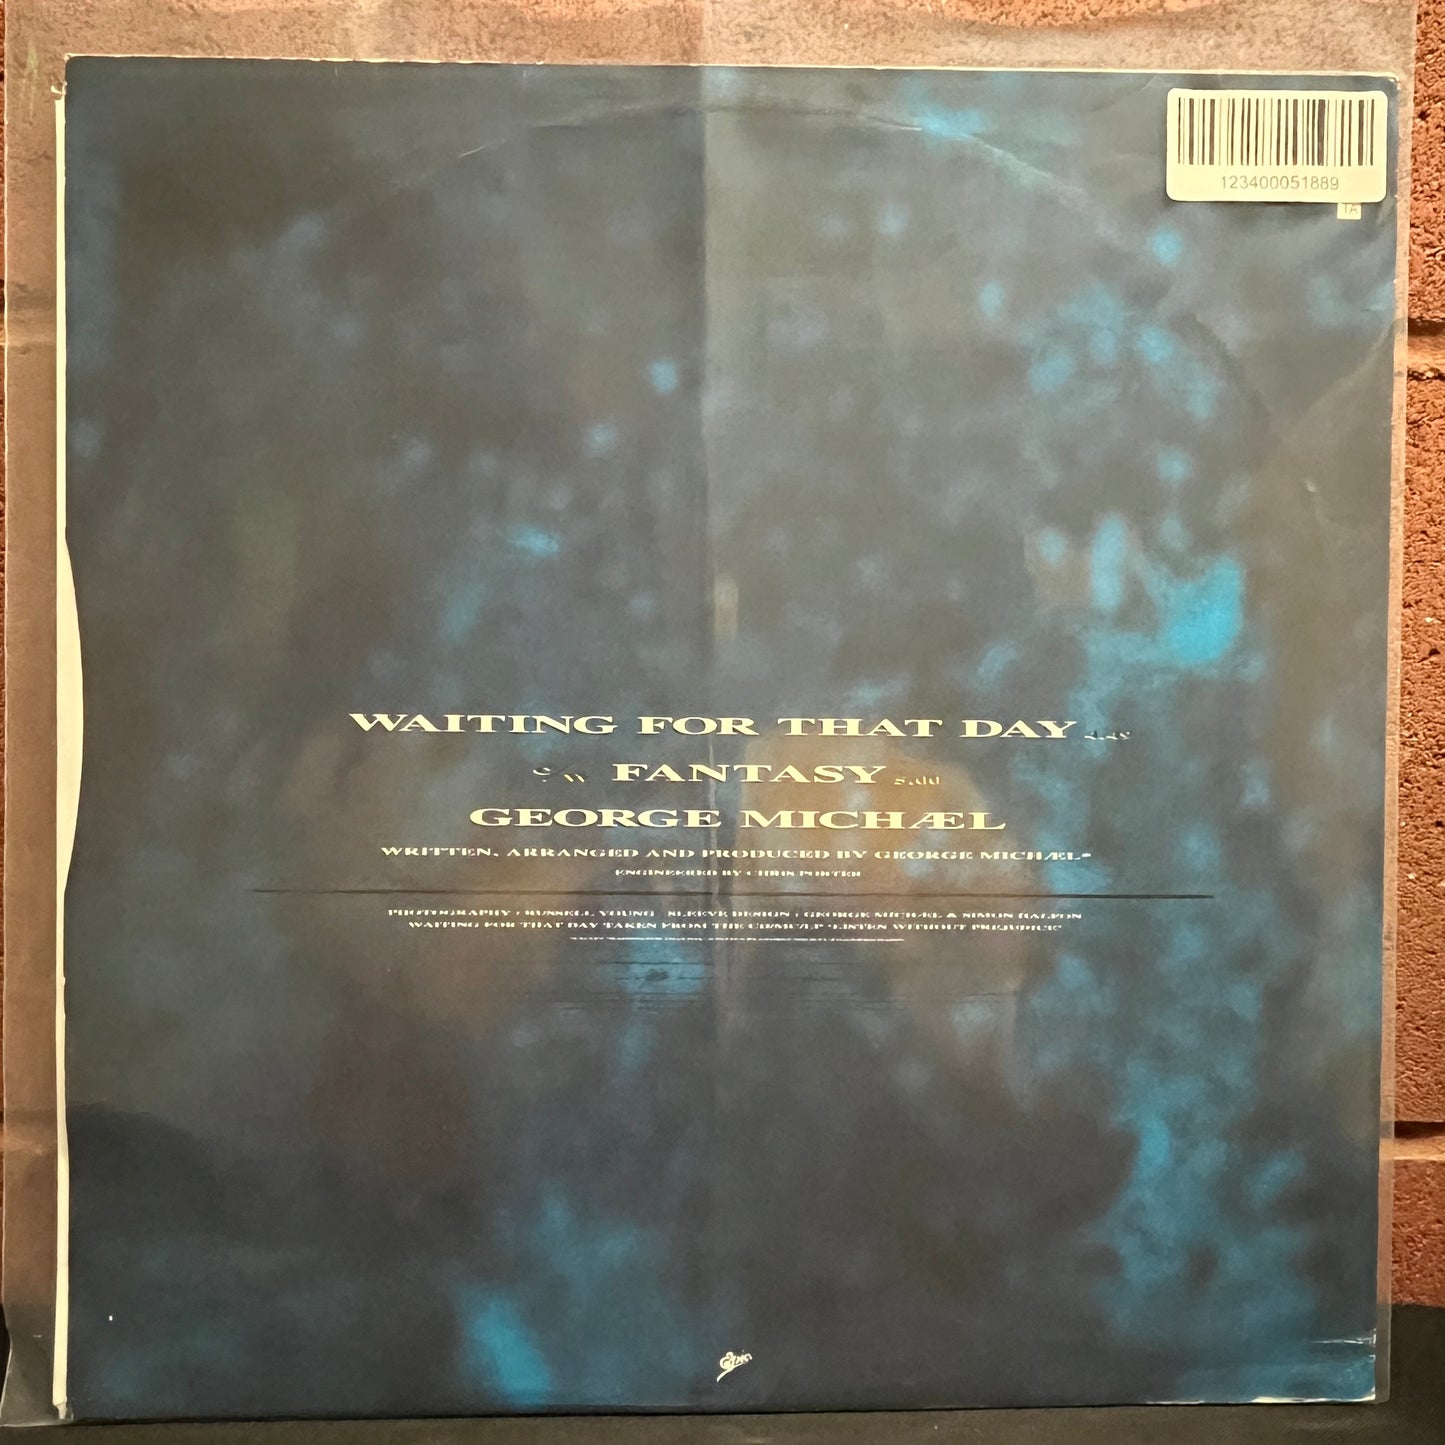 123400051889
TA
WAITING FOR THAT DAY
C/W FANTASY
GEORGE MICHÆL
WRITTEN, ARRANGED AND PRODUCED BY GEORGE MICHÆL*
ENGINEERED BY CHRIS PORTER
PHOTOGRAPHY : RUSSELL YOUNG SLEEVE DESIGN : GEORGE MICHÆL & SIMON HALFON
WAITING FOR THAT DAY TAKEN FROM THE CD/MC/LP 'LISTEN WITHOUT PREJUDICE'
Epic